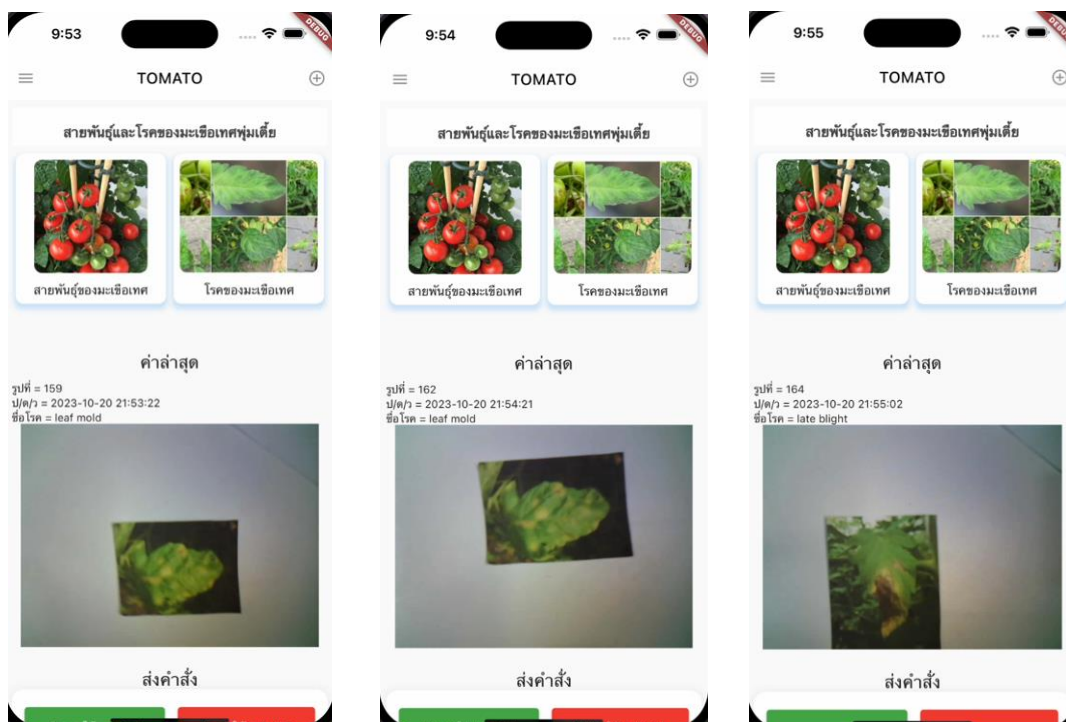 9:53
DEBUG
TOMATO
สายพันธุ์และโรคของมะเขือเทศพุ่มเตี้ย
สายพันธุ์ของมะเขือเทศ
โรคของมะเขือเทศ
ค่าล่าสุด
รูปที่ = 159
ป/ด/ว = 2023-10-20 21:53:22
ชื่อโรค = leaf mold
ส่งคำสั่ง
9:54
DEBUG
TOMATO
สายพันธุ์และโรคของมะเขือเทศพุ่มเตี้ย
สายพันธุ์ของมะเขือเทศ
โรคของมะเขือเทศ
ค่าล่าสุด
รูปที่ = 162
ป/ด/ว = 2023-10-20 21:54:21
ชื่อโรค = leaf mold
ส่งคำสั่ง
9:55
DEBUG
TOMATO
สายพันธุ์และโรคของมะเขือเทศพุ่มเตี้ย
สายพันธุ์ของมะเขือเทศ
โรคของมะเขือเทศ
ค่าล่าสุด
รูปที่ = 164
ป/ด/ว = 2023-10-20 21:55:02
ชื่อโรค = late blight
ส่งคำสั่ง